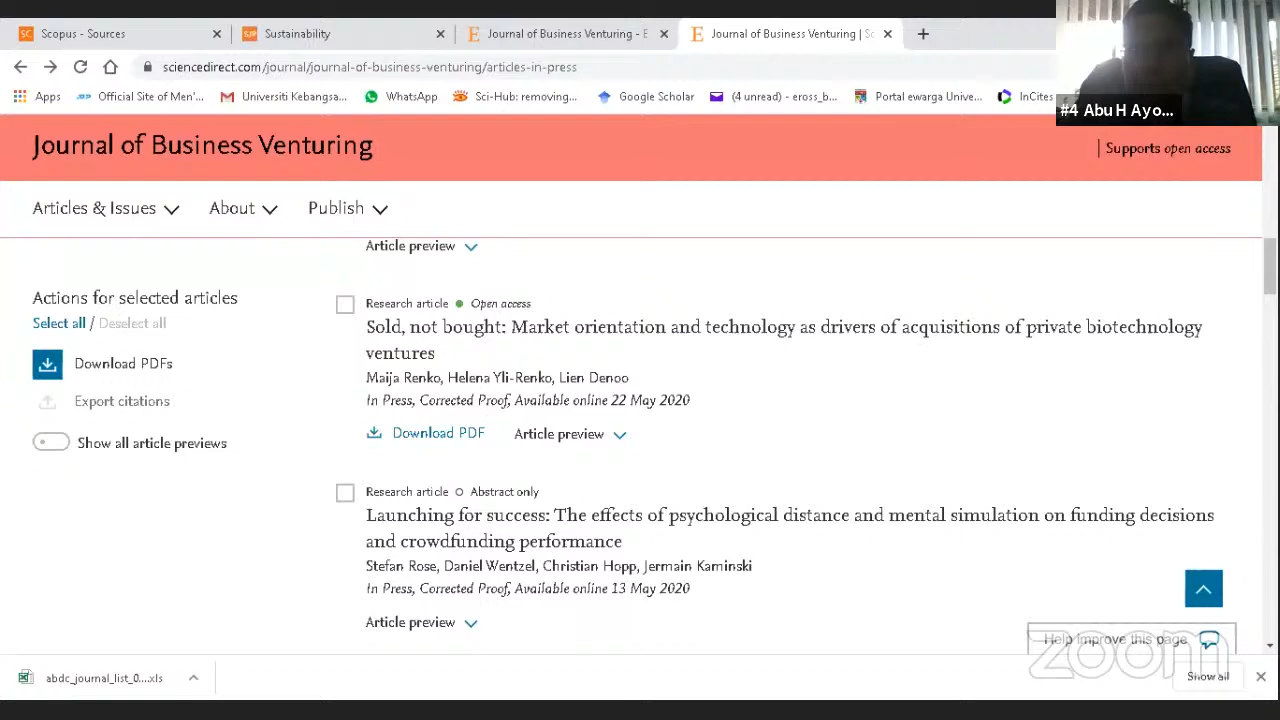 Scopus - Sources
Sustainability
Journal of Business Venturing - E
Journal of Business Venturing | Sc
sciencedirect.com/journal/journal-of-business-venturing/articles-in-press
Apps
Official Site of Men'...
Universiti Kebangsa...
WhatsApp
Sci-Hub: removing...
Google Scholar
(4 unread) - eross_b...
Portal ewarga Unive...
InCites
#4 Abu H Ayo...
Journal of Business Venturing
Supports open access
Articles & Issues
About
Publish
Article preview
Actions for selected articles
Select all / Deselect all
Download PDFs
Export citations
Show all article previews
Research article Open access
Sold, not bought: Market orientation and technology as drivers of acquisitions of private biotechnology
ventures
Maija Renko, Helena Yli-Renko, Lien Denoo
In Press, Corrected Proof, Available online 22 May 2020
Download PDF Article preview
Research article Abstract only
Launching for success: The effects of psychological distance and mental simulation on funding decisions
and crowdfunding performance
Stefan Rose, Daniel Wentzel, Christian Hopp, Jermain Kaminski
In Press, Corrected Proof, Available online 13 May 2020
Article preview
Help improve this page
zoom
abdc_journal_list_0....xls
Show all